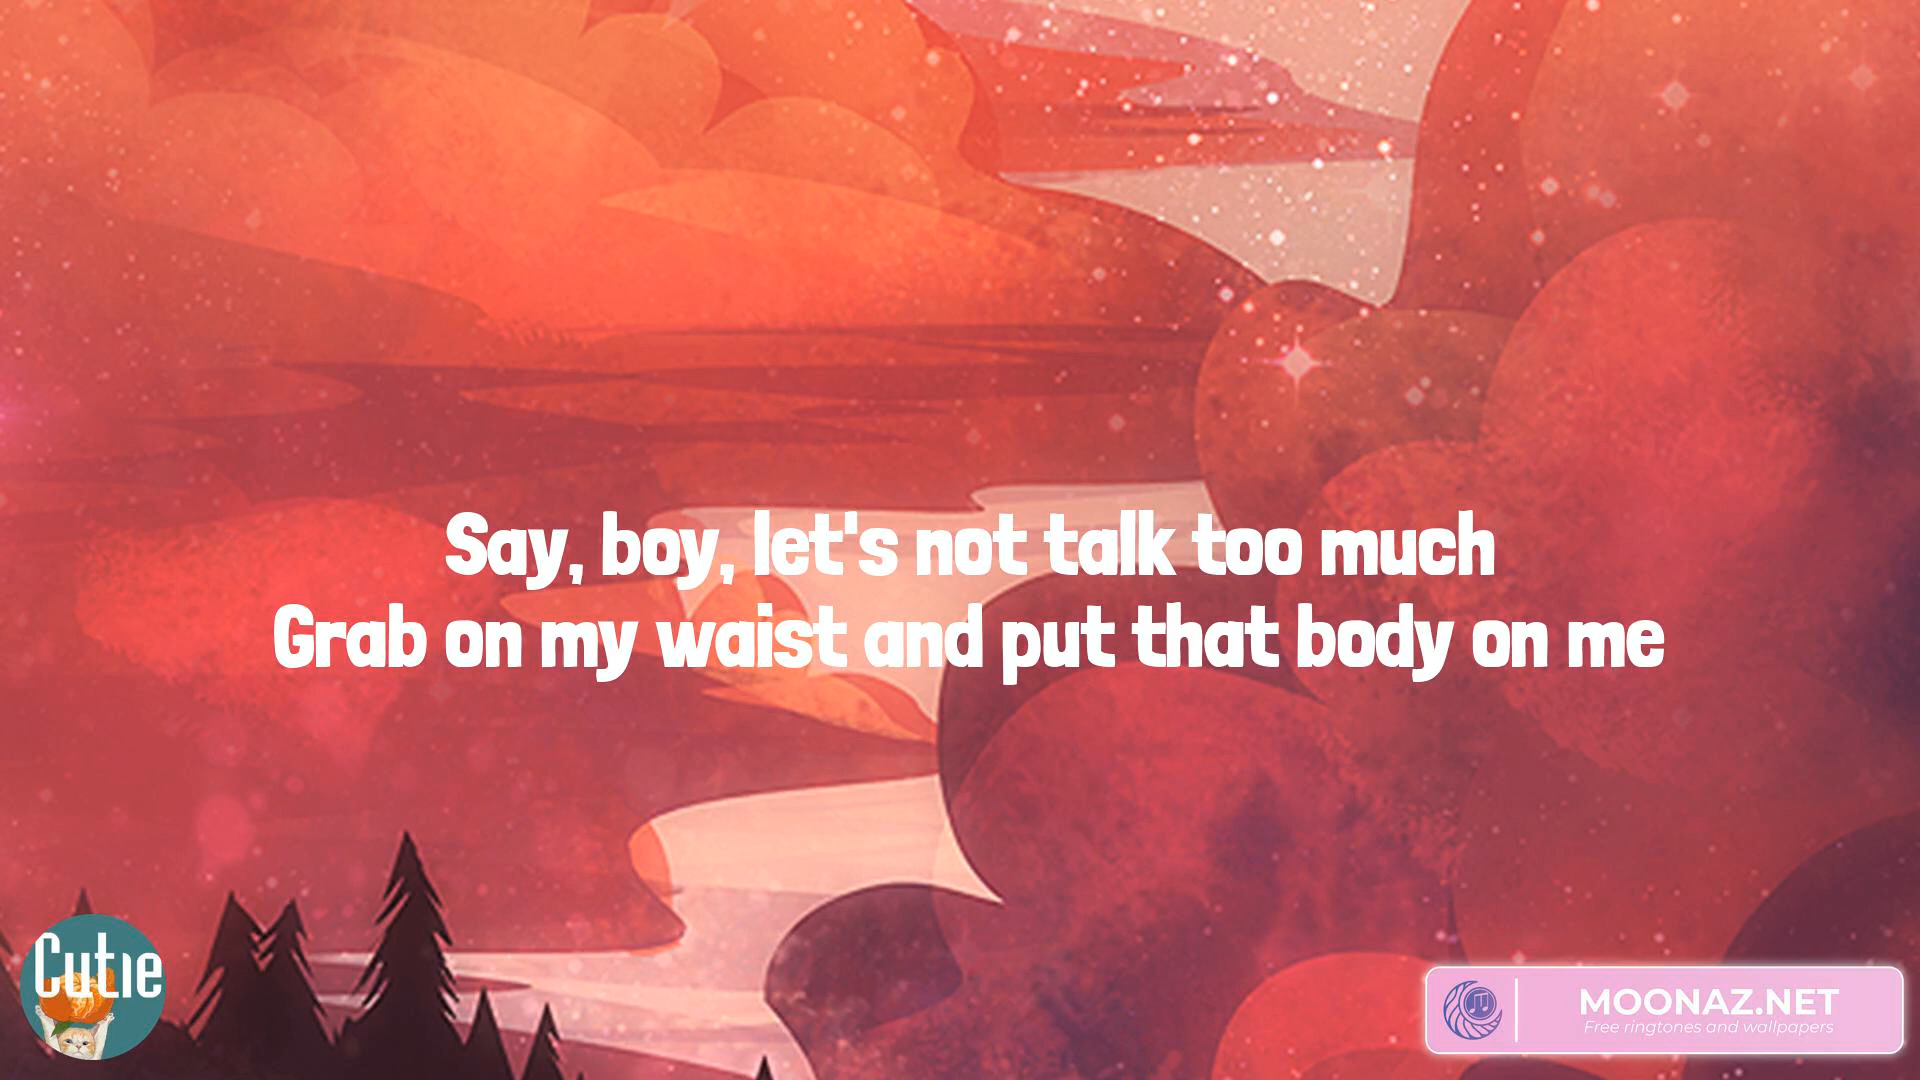 Say, boy, let's not talk too much
Grab on my waist and put that body on me
Cutie
MOONAZ.NET
Free ringtones and wallpapers